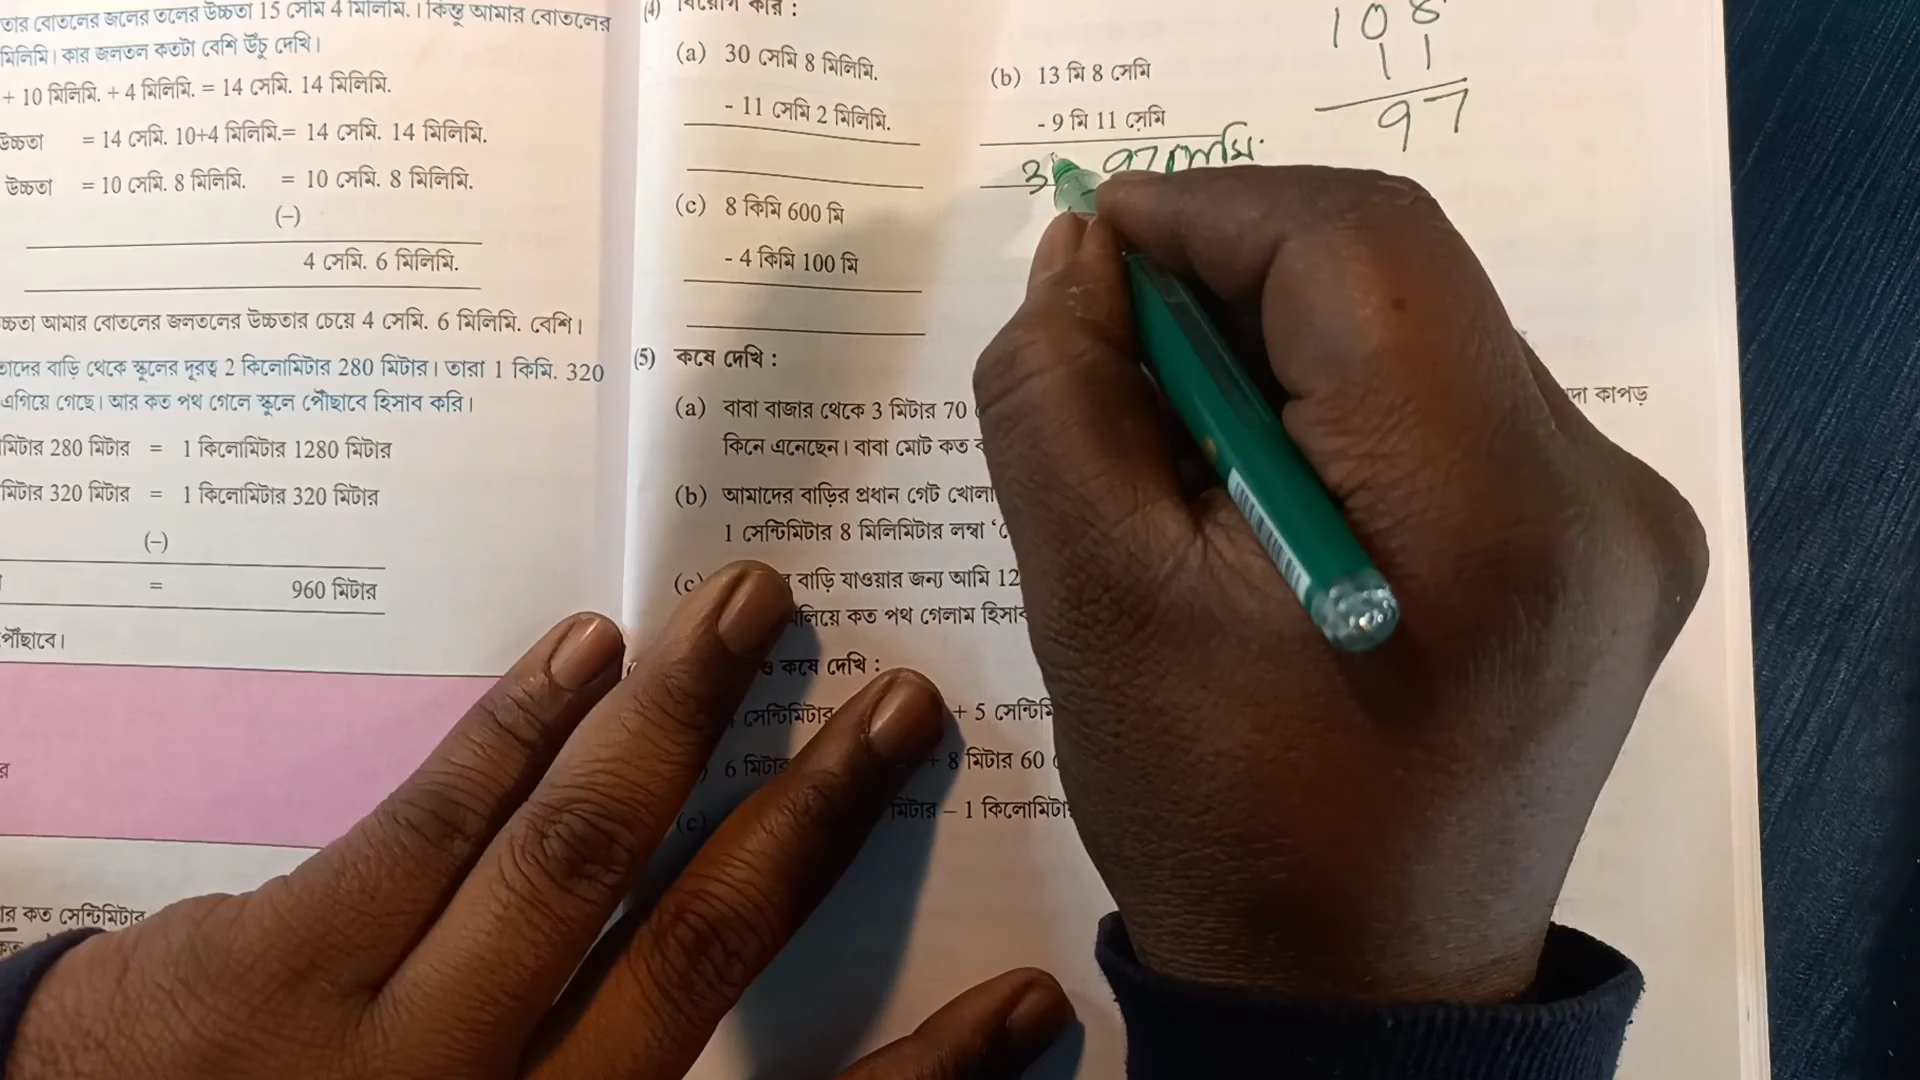 তার বোতলের জলের তলের উচ্চতা 15 সেমি 4 মিলিমি.। কিন্তু আমার বোতলের
মিলিমি। কার জলতল কতটা বেশি উঁচু দেখি।
+ 10 মিলিমি. + 4 মিলিমি. = 14 সেমি. 14 মিলিমি.
উচ্চতা = 14 সেমি. 10+4 মিলিমি.= 14 সেমি. 14 মিলিমি.
উচ্চতা = 10 সেমি. 8 মিলিমি. = 10 সেমি. 8 মিলিমি.
(–)
4 সেমি. 6 মিলিমি.
চ্চতা আমার বোতলের জলতলের উচ্চতার চেয়ে 4 সেমি. 6 মিলিমি. বেশি।
তাদের বাড়ি থেকে স্কুলের দূরত্ব 2 কিলোমিটার 280 মিটার। তারা 1 কিমি. 320
এগিয়ে গেছে। আর কত পথ গেলে স্কুলে পৌঁছাবে হিসাব করি।
মিটার 280 মিটার = 1 কিলোমিটার 1280 মিটার
মিটার 320 মিটার = 1 কিলোমিটার 320 মিটার
(–)
= 960 মিটার
পৌঁছাবে।
র
ার কত সেন্টিমিটার
(4) বিয়োগ করি :
(a) 30 সেমি 8 মিলিমি.
- 11 সেমি 2 মিলিমি.
(b) 13 মি 8 সেমি
- 9 মি 11 সেমি
3 97 সেমি.
108
11
97
(c) 8 কিমি 600 মি
- 4 কিমি 100 মি
(5) কষে দেখি :
(a) বাবা বাজার থেকে 3 মিটার 70
কাপড়
কিনে এনেছেন। বাবা মোট কত
(b) আমাদের বাড়ির প্রধান গেট খোলা
1 সেন্টিমিটার 8 মিলিমিটার লম্বা
(c) বাড়ি যাওয়ার জন্য আমি 12
মিলিয়ে কত পথ গেলাম হিসাব
ও কষে দেখি :
সেন্টিমিটার + 5 সেন্টিমি
6 মিটার + 8 মিটার 60
(c) মিটার – 1 কিলোমিটা